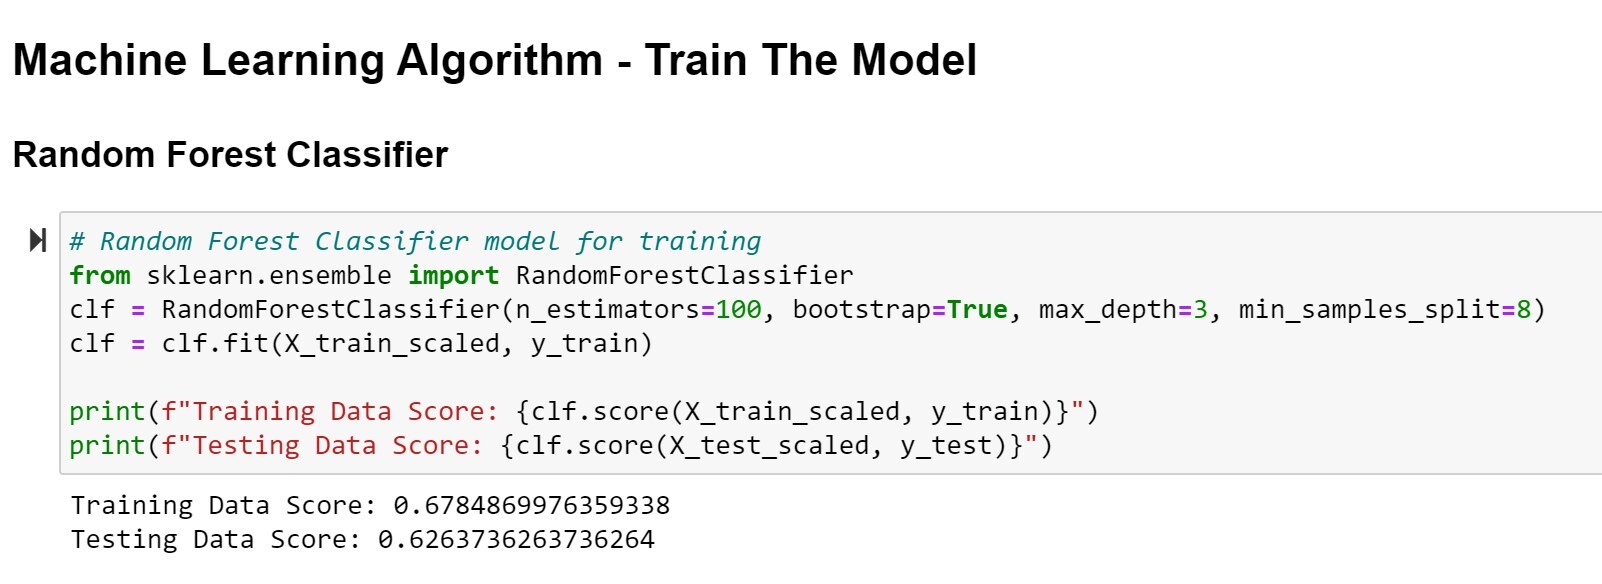 Machine Learning Algorithm - Train The Model
Random Forest Classifier
# Random Forest Classifier model for training
from sklearn.ensemble import RandomForestClassifier
clf = RandomForestClassifier(n_estimators=100, bootstrap=True, max_depth=3, min_samples_split=8)
clf = clf.fit(X_train_scaled, y_train)
print(f"Training Data Score: {clf.score(X_train_scaled, y_train)}")
print(f"Testing Data Score: {clf.score(X_test_scaled, y_test)}")
Training Data Score: 0.6784869976359338
Testing Data Score: 0.6263736263736264